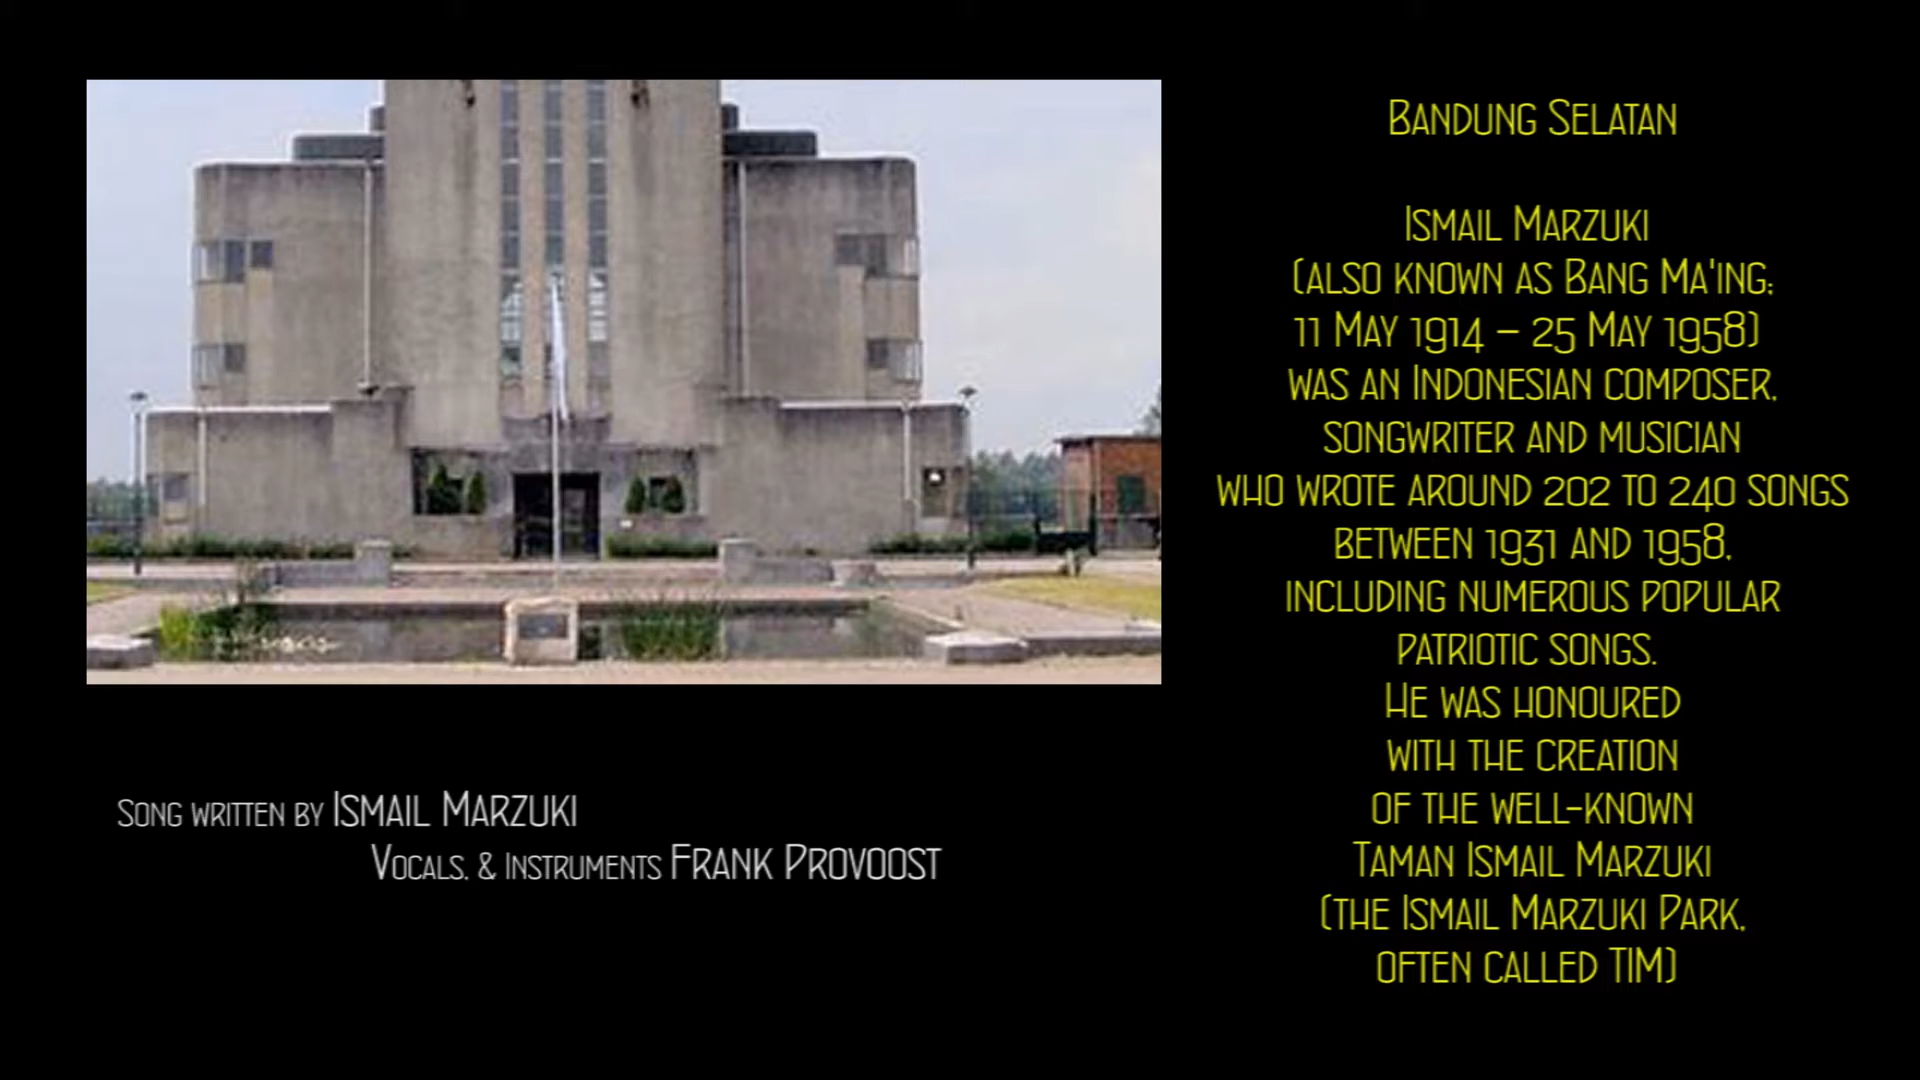 Bandung Selatan
Ismail Marzuki
(also known as Bang Ma'ing;
11 May 1914 – 25 May 1958)
was an Indonesian composer,
songwriter and musician
who wrote around 202 to 240 songs
between 1931 and 1958,
including numerous popular
patriotic songs.
He was honoured
with the creation
of the well-known
Taman Ismail Marzuki
(the Ismail Marzuki Park,
often called TIM)
Song written by Ismail Marzuki
Vocals, & Instruments Frank Provoost